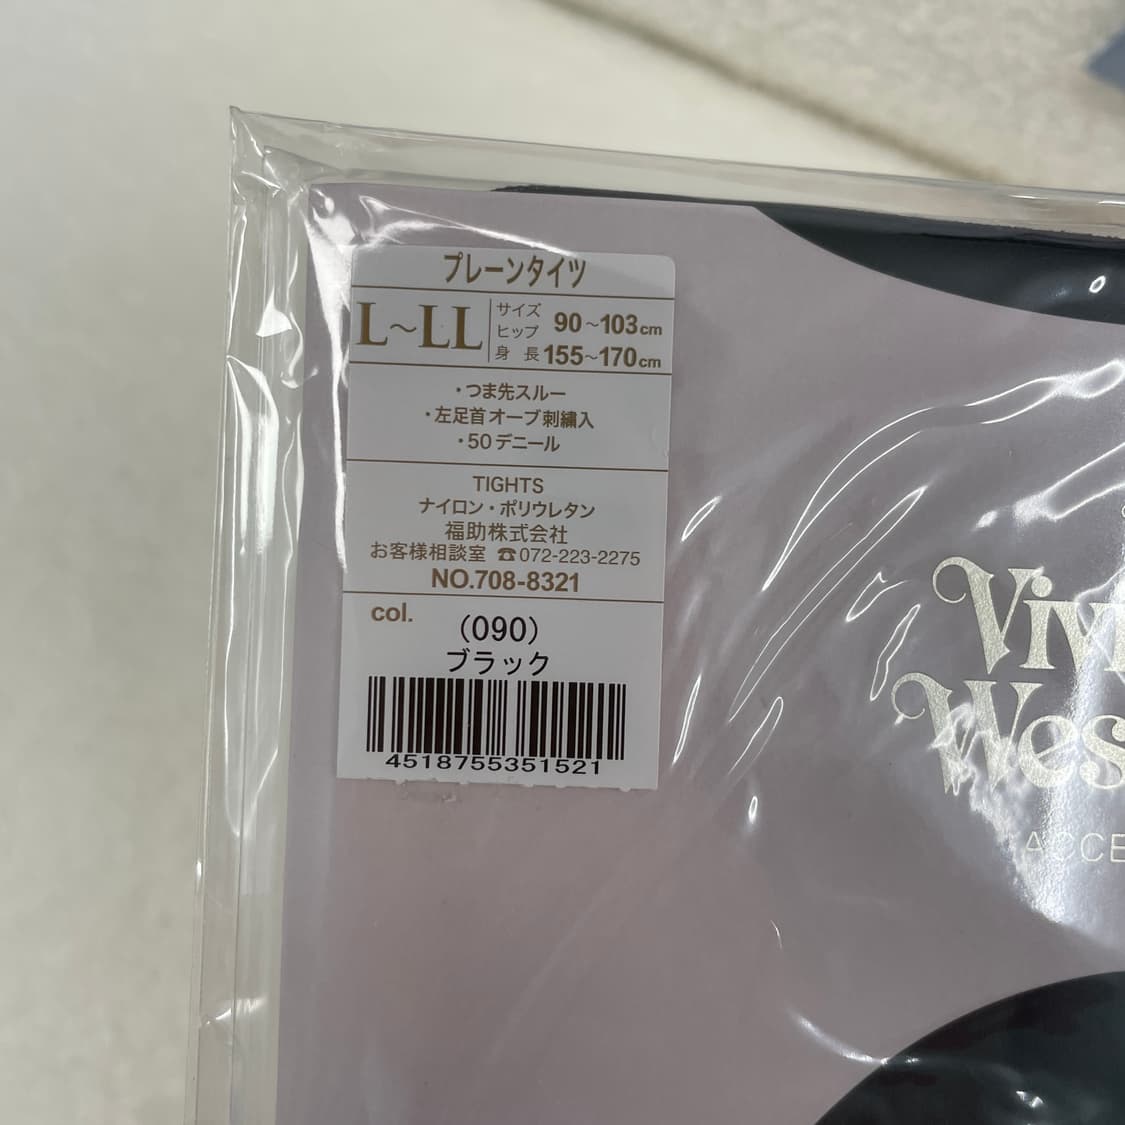 プレーンタイツ
L~LL
サイズ
ヒップ 90~103cm
身長 155~170cm
・つま先スルー
・左足首オーブ刺繍入
・50デニール
TIGHTS
ナイロン・ポリウレタン
福助株式会社
お客様相談室 ☎072-223-2275
NO.708-8321
col.
(090)
ブラック
4518755351521
Vivi
Wes
ACCE